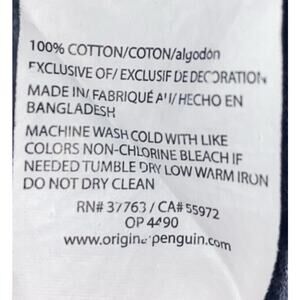 100% COTTON/COTON/algodón
EXCLUSIVE OF/ EXCLUSIF DE DECORATION
MADE IN/ FABRIQUÉ AU/ HECHO EN
BANGLADESH
MACHINE WASH COLD WITH LIKE
COLORS NON-CHLORINE BLEACH IF
NEEDED TUMBLE DRY LOW WARM IRON
DO NOT DRY CLEAN
RN# 37763 / CA# 55972
OP 4490
www.originalpenguin.com